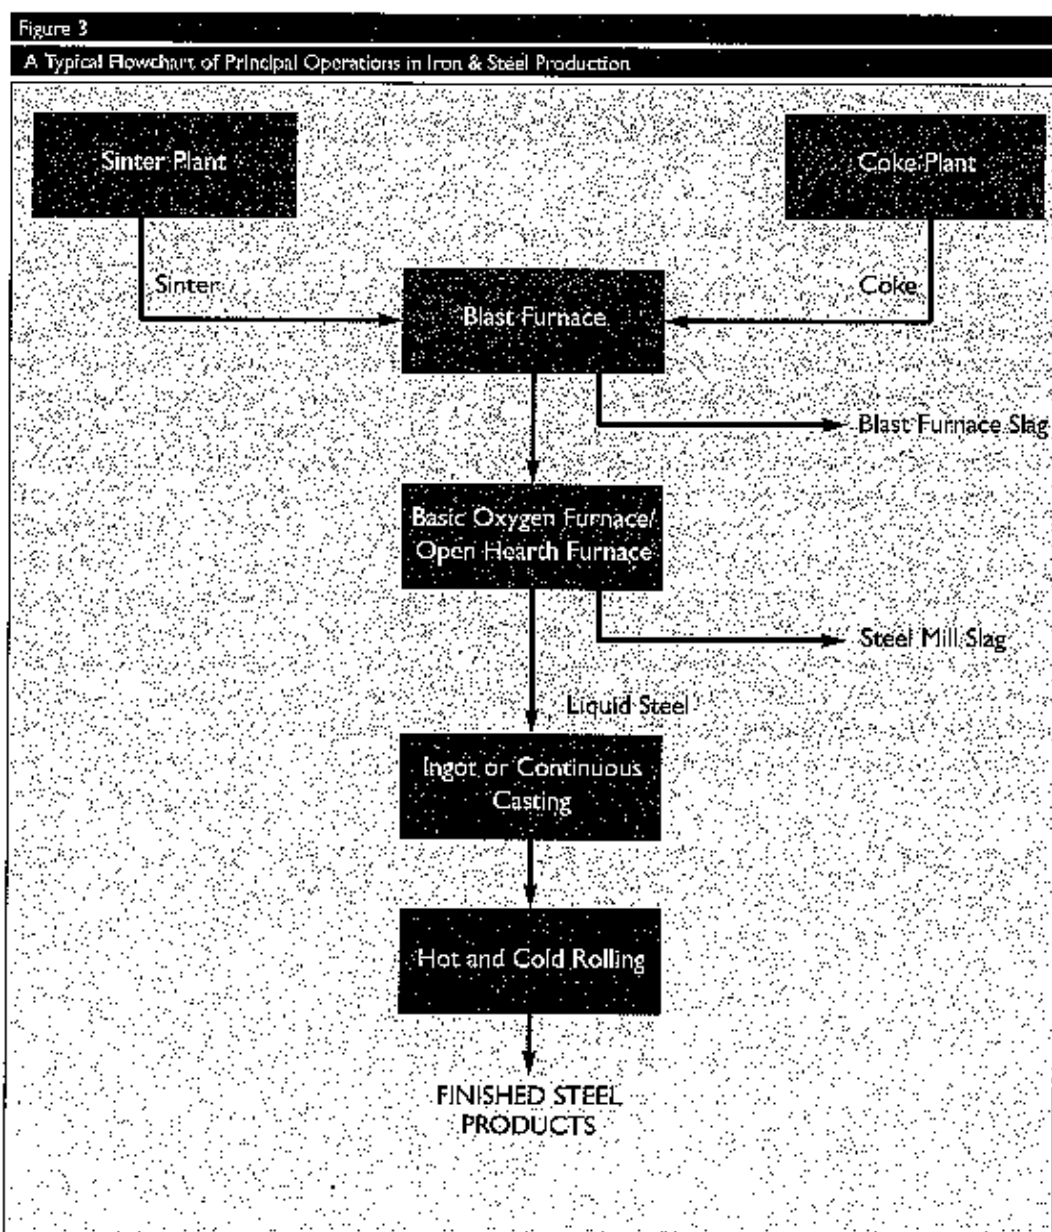 Figure 3
A Typical Flowchart of Principal Operations in Iron & Steel Production
Sinter Plant
Coke Plant
Sinter
Coke
Blast Furnace
Blast Furnace Slag
Basic Oxygen Furnace/
Open Hearth Furnace
Steel Mill Slag
Liquid Steel
Ingot or Continuous
Casting
Hot and Cold Rolling
FINISHED STEEL
PRODUCTS